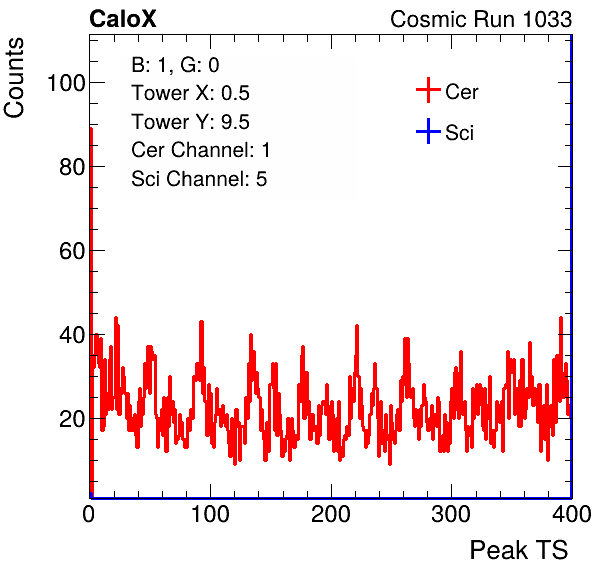 CaloX Cosmic Run 1033
Counts
B: 1, G: 0
Tower X: 0.5
Tower Y: 9.5
Cer Channel: 1
Sci Channel: 5
Cer
Sci
100
80
60
40
20
0 100 200 300 400
Peak TS